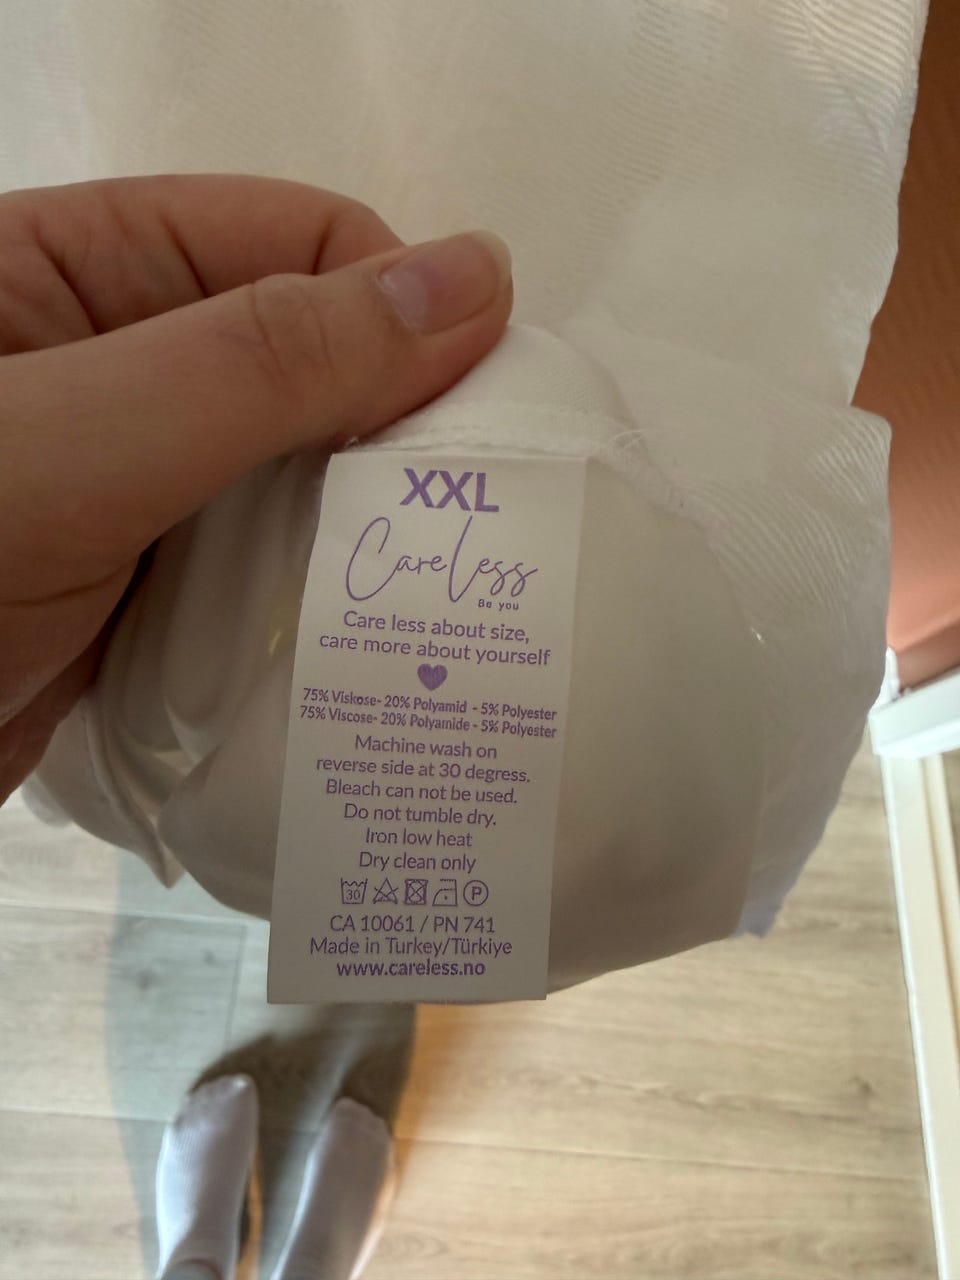 XXL
CareLess
Be you
Care less about size,
care more about yourself
75% Viskose- 20% Polyamid - 5% Polyester
75% Viscose- 20% Polyamide - 5% Polyester
Machine wash on
reverse side at 30 degress.
Bleach can not be used.
Do not tumble dry.
Iron low heat
Dry clean only
30 P
CA 10061 / PN 741
Made in Turkey/Türkiye
www.careless.no